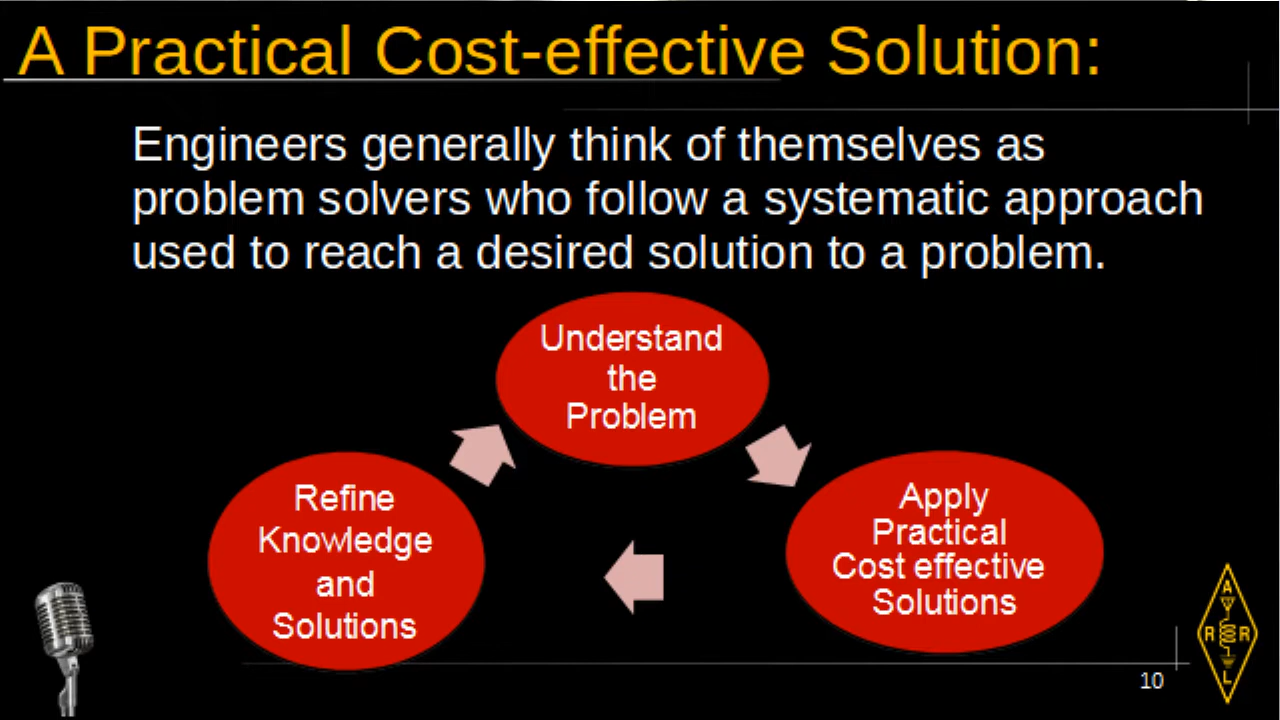 A Practical Cost-effective Solution:
Engineers generally think of themselves as
problem solvers who follow a systematic approach
used to reach a desired solution to a problem.
Understand
the
Problem
Refine
Knowledge
and
Solutions
Apply
Practical
Cost effective
Solutions
A
R R
L
10